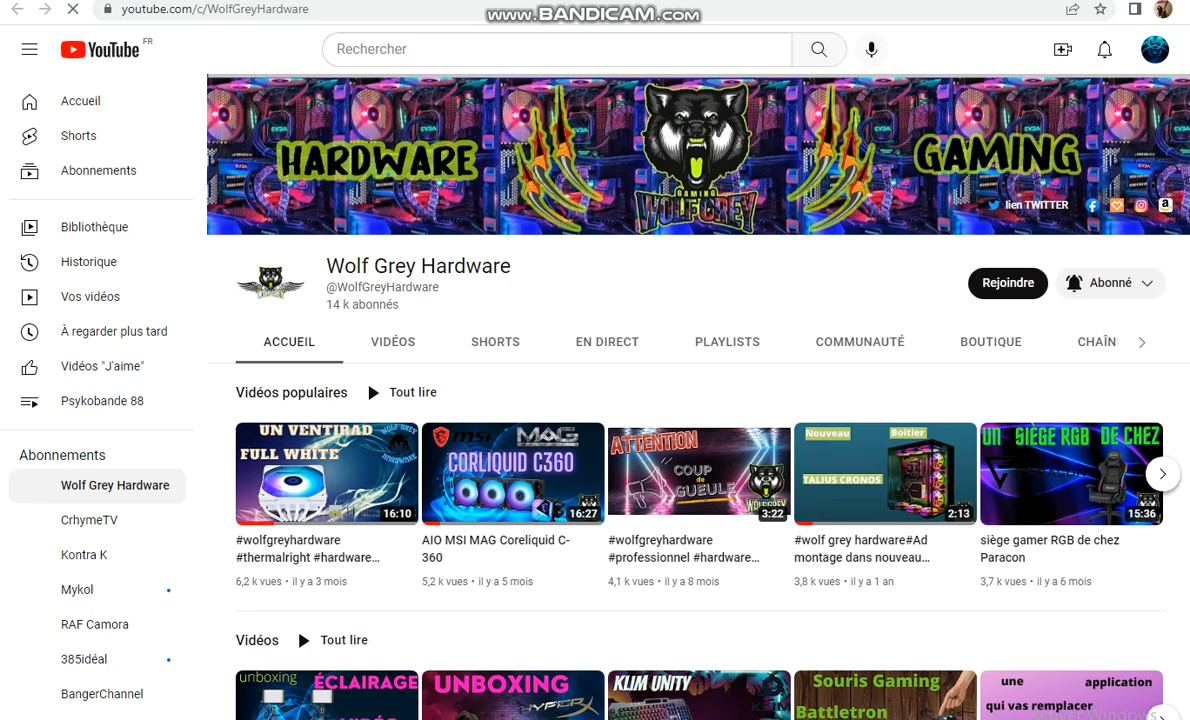 youtube.com/c/WolfGreyHardware
www.BANDICAM.com
YouTube FR
Rechercher
Accueil
Shorts
Abonnements
Bibliothèque
Historique
Vos vidéos
À regarder plus tard
Vidéos "J'aime"
Psykobande 88
Abonnements
Wolf Grey Hardware
CrhymeTV
Kontra K
Mykol
RAF Camora
385idéal
BangerChannel
HARDWARE
GAMING
WOLFGREY
GAMING
lien TWITTER
Wolf Grey Hardware
@WolfGreyHardware
14 k abonnés
Rejoindre
Abonné
ACCUEIL VIDÉOS SHORTS EN DIRECT PLAYLISTS COMMUNAUTÉ BOUTIQUE CHAÎN
Vidéos populaires Tout lire
UN VENTIRAD
FULL WHITE
WOLF GREY
HARDWARE
16:10
#wolfgreyhardware
#thermalright #hardware…
6,2 k vues • il y a 3 mois
msi MAG
CORLIQUID C360
16:27
AIO MSI MAG Coreliquid C-
360
5,2 k vues • il y a 5 mois
ATTENTION
COUP
de
GUEULE
3:22
#wolfgreyhardware
#professionnel #hardware…
4,1 k vues • il y a 8 mois
Nouveau Boitier
TALIUS CRONOS
2:13
#wolf grey hardware#Ad
montage dans nouveau…
3,8 k vues • il y a 1 an
UN SIÈGE RGB DE CHEZ
15:36
siège gamer RGB de chez
Paracon
3,7 k vues • il y a 6 mois
Vidéos Tout lire
unboxing
ÉCLAIRAGE
UNBOXING
HYPERX
KLIM UNITY
KLIM
Souris Gaming
Battletron
une application
qui vas remplacer